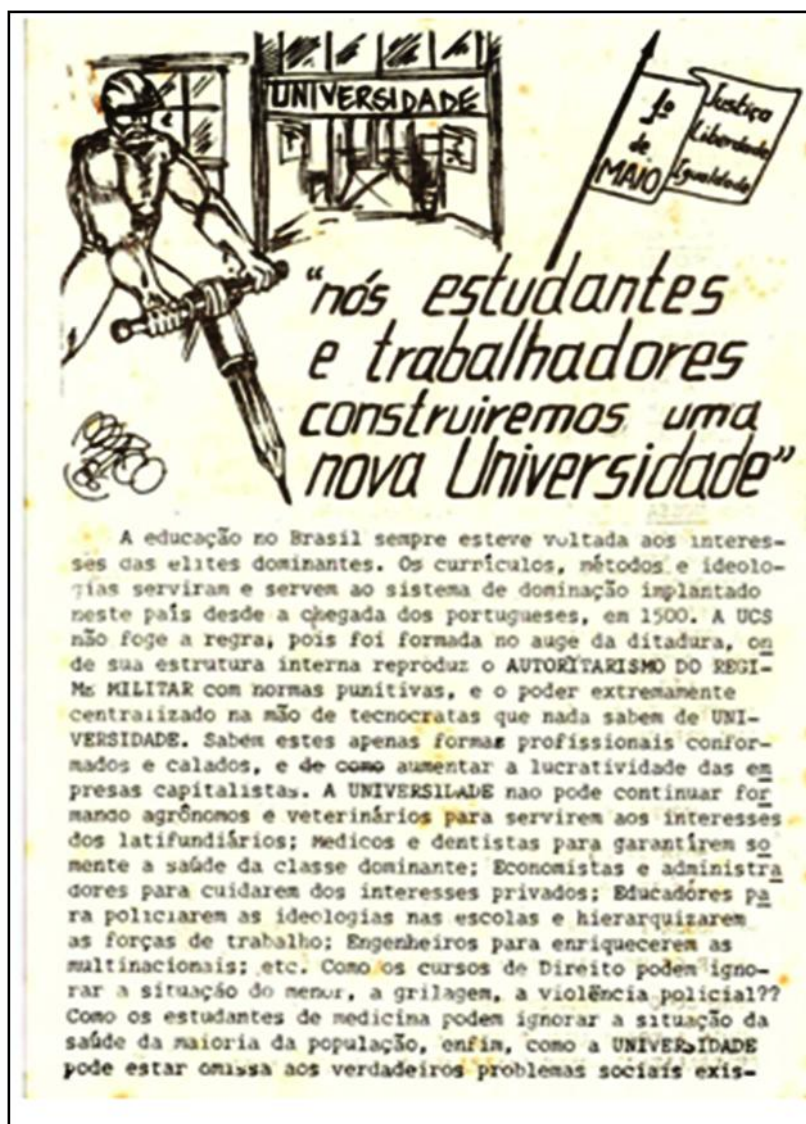 UNIVERSIDADE
1º
de
MAIO
Justiça
Liberdade
Igualdade
"nós estudantes
e trabalhadores
construiremos uma
nova Universidade"
A educação no Brasil sempre esteve voltada aos interes-
ses das elites dominantes. Os currículos, métodos e ideolo-
gias serviram e servem ao sistema de dominação implantado
neste país desde a chegada dos portugueses, em 1500. A UCS
não foge a regra, pois foi formada no auge da ditadura, on
de sua estrutura interna reproduz o AUTORITARISMO DO REGI-
ME MILITAR com normas punitivas, e o poder extremamente
centralizado na mão de tecnocratas que nada sabem de UNI-
VERSIDADE. Sabem estes apenas formas profissionais confor-
mados e calados, e de como aumentar a lucratividade das em
presas capitalistas. A UNIVERSIDADE nao pode continuar for
mando agrônomos e veterinários para servirem aos interesses
dos latifundiários; Medicos e dentistas para garantirem so
mente a saúde da classe dominante; Economistas e administra
dores para cuidarem dos interesses privados; Educadores pa
ra policiarem as ideologias nas escolas e hierarquizarem
as forças de trabalho; Engenheiros para enriquecerem as
multinacionais; etc. Como os cursos de Direito podem igno-
rar a situação do menor, a grilagem, a violência policial??
Como os estudantes de medicina podem ignorar a situação da
saúde da maioria da população, enfim, como a UNIVERSIDADE
pode estar omissa aos verdadeiros problemas sociais exis-